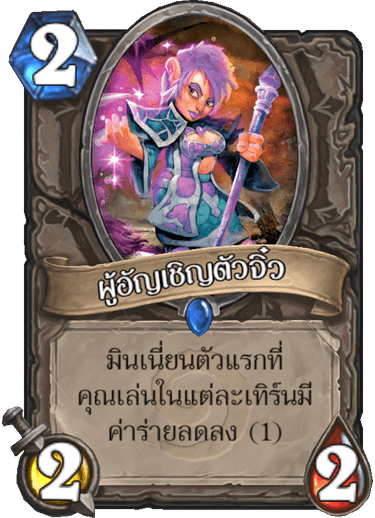 2
ผู้อัญเชิญตัวจิ๋ว
มินเนี่ยนตัวแรกที่
คุณเล่นในแต่ละเทิร์นมี
ค่าร่ายลดลง (1)
2
2